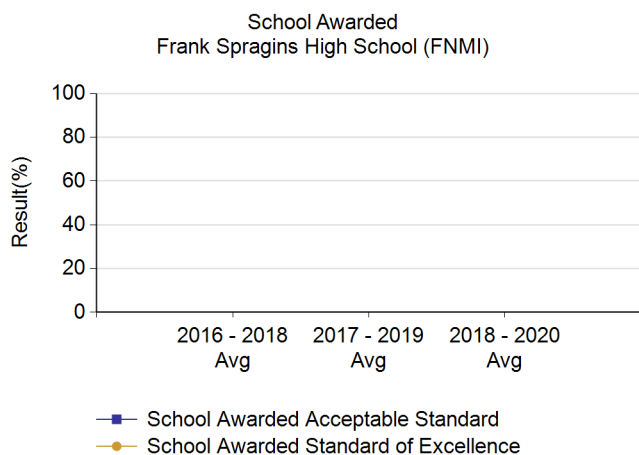 School Awarded
Frank Spragins High School (FNMI)
Result(%)
100
80
60
40
20
0
2016 - 2018 Avg
2017 - 2019 Avg
2018 - 2020 Avg
School Awarded Acceptable Standard
School Awarded Standard of Excellence